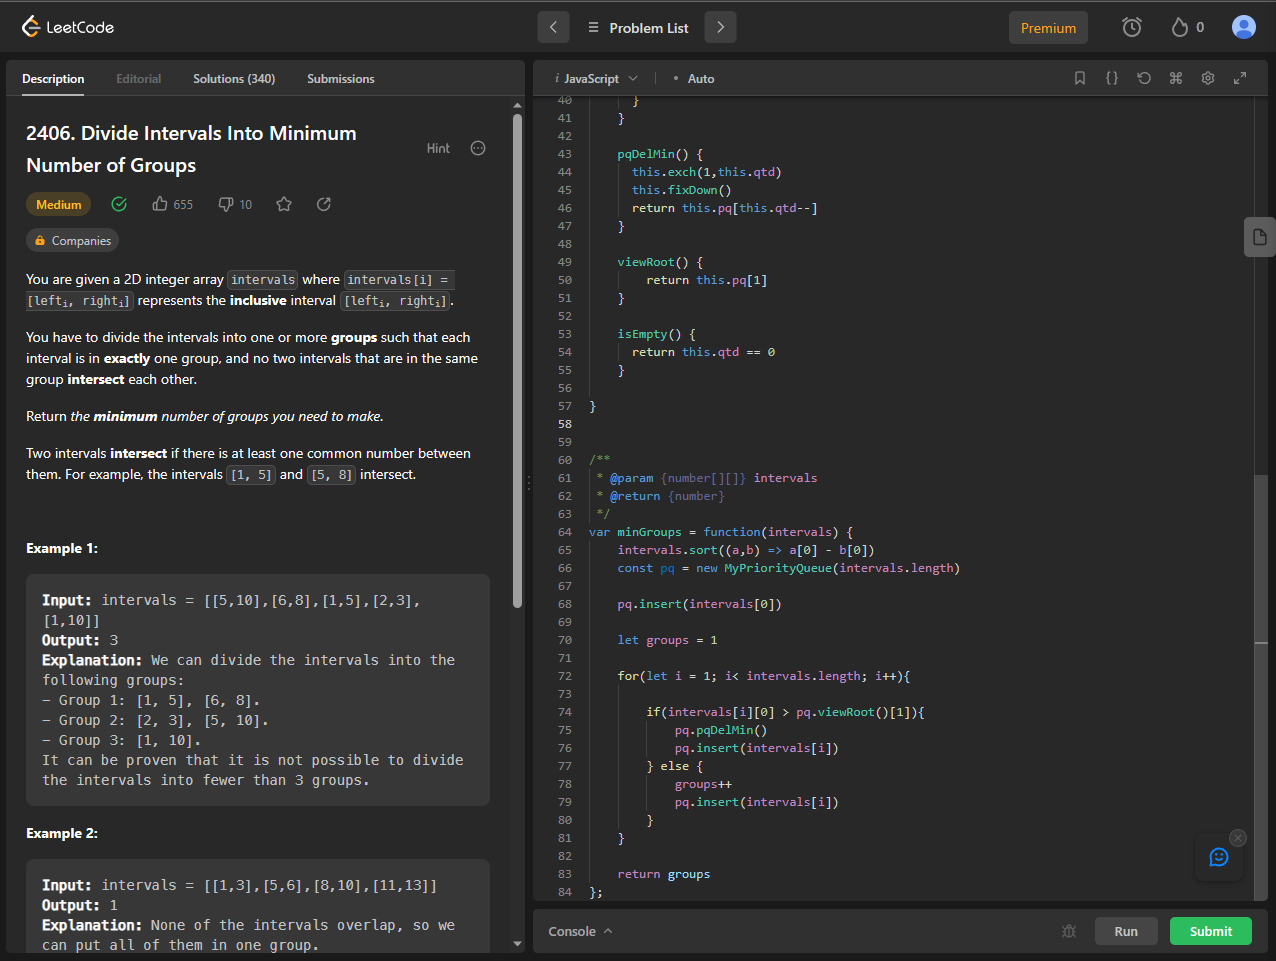 LeetCode
Problem List
Premium
0
Description Editorial Solutions (340) Submissions
2406. Divide Intervals Into Minimum
Number of Groups
Hint
Medium 655 10
Companies
You are given a 2D integer array intervals where intervals[i] =
[lefti, righti] represents the inclusive interval [lefti, righti].
You have to divide the intervals into one or more groups such that each
interval is in exactly one group, and no two intervals that are in the same
group intersect each other.
Return the minimum number of groups you need to make.
Two intervals intersect if there is at least one common number between
them. For example, the intervals [1, 5] and [5, 8] intersect.
Example 1:
Input: intervals = [[5,10],[6,8],[1,5],[2,3],
[1,10]]
Output: 3
Explanation: We can divide the intervals into the
following groups:
- Group 1: [1, 5], [6, 8].
- Group 2: [2, 3], [5, 10].
- Group 3: [1, 10].
It can be proven that it is not possible to divide
the intervals into fewer than 3 groups.
Example 2:
Input: intervals = [[1,3],[5,6],[8,10],[11,13]]
Output: 1
Explanation: None of the intervals overlap, so we
can put all of them in one group.
i JavaScript • Auto
40 }
41 }
42
43 pqDelMin() {
44 this.exch(1,this.qtd)
45 this.fixDown()
46 return this.pq[this.qtd--]
47 }
48
49 viewRoot() {
50 return this.pq[1]
51 }
52
53 isEmpty() {
54 return this.qtd == 0
55 }
56
57 }
58
59
60 /**
61 * @param {number[][]} intervals
62 * @return {number}
63 */
64 var minGroups = function(intervals) {
65 intervals.sort((a,b) => a[0] - b[0])
66 const pq = new MyPriorityQueue(intervals.length)
67
68 pq.insert(intervals[0])
69
70 let groups = 1
71
72 for(let i = 1; i< intervals.length; i++){
73
74 if(intervals[i][0] > pq.viewRoot()[1]){
75 pq.pqDelMin()
76 pq.insert(intervals[i])
77 } else {
78 groups++
79 pq.insert(intervals[i])
80 }
81 }
82
83 return groups
84 };
Console
Run
Submit